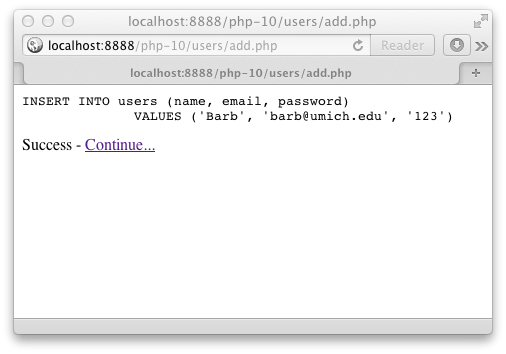 localhost:8888/php-10/users/add.php
localhost:8888/php-10/users/add.php Reader
localhost:8888/php-10/users/add.php
INSERT INTO users (name, email, password)
VALUES ('Barb', 'barb@umich.edu', '123')
Success - Continue...